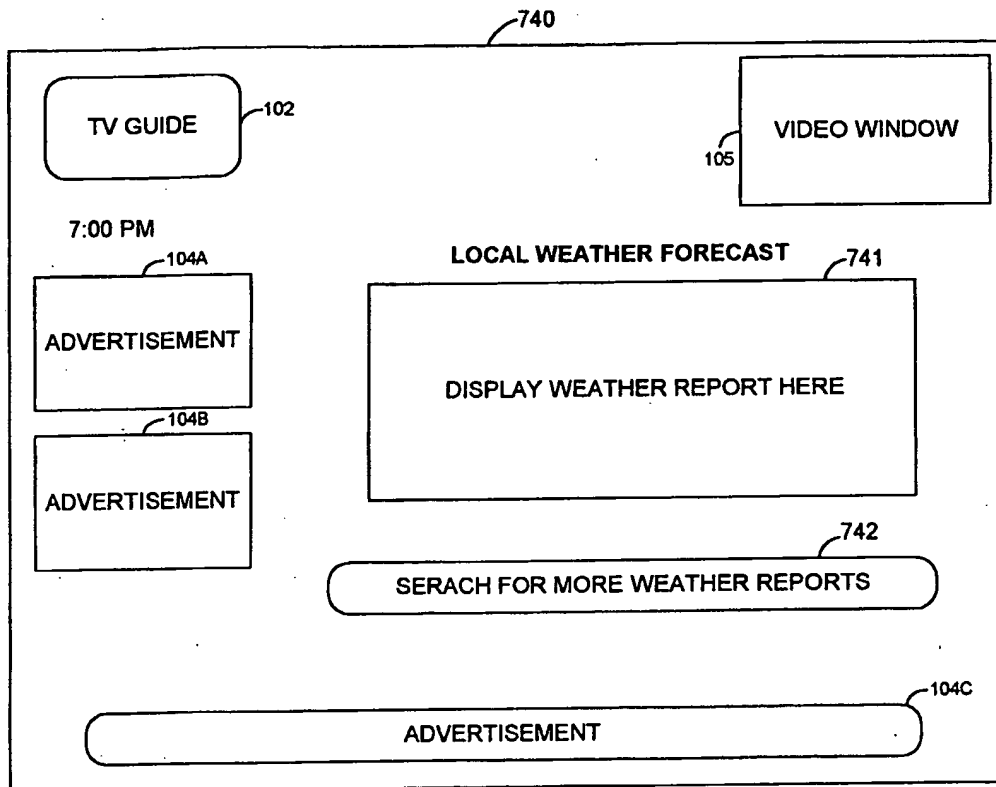 740
TV GUIDE
102
VIDEO WINDOW
105
7:00 PM
LOCAL WEATHER FORECAST
104A
741
ADVERTISEMENT
DISPLAY WEATHER REPORT HERE
104B
ADVERTISEMENT
742
SERACH FOR MORE WEATHER REPORTS
104C
ADVERTISEMENT